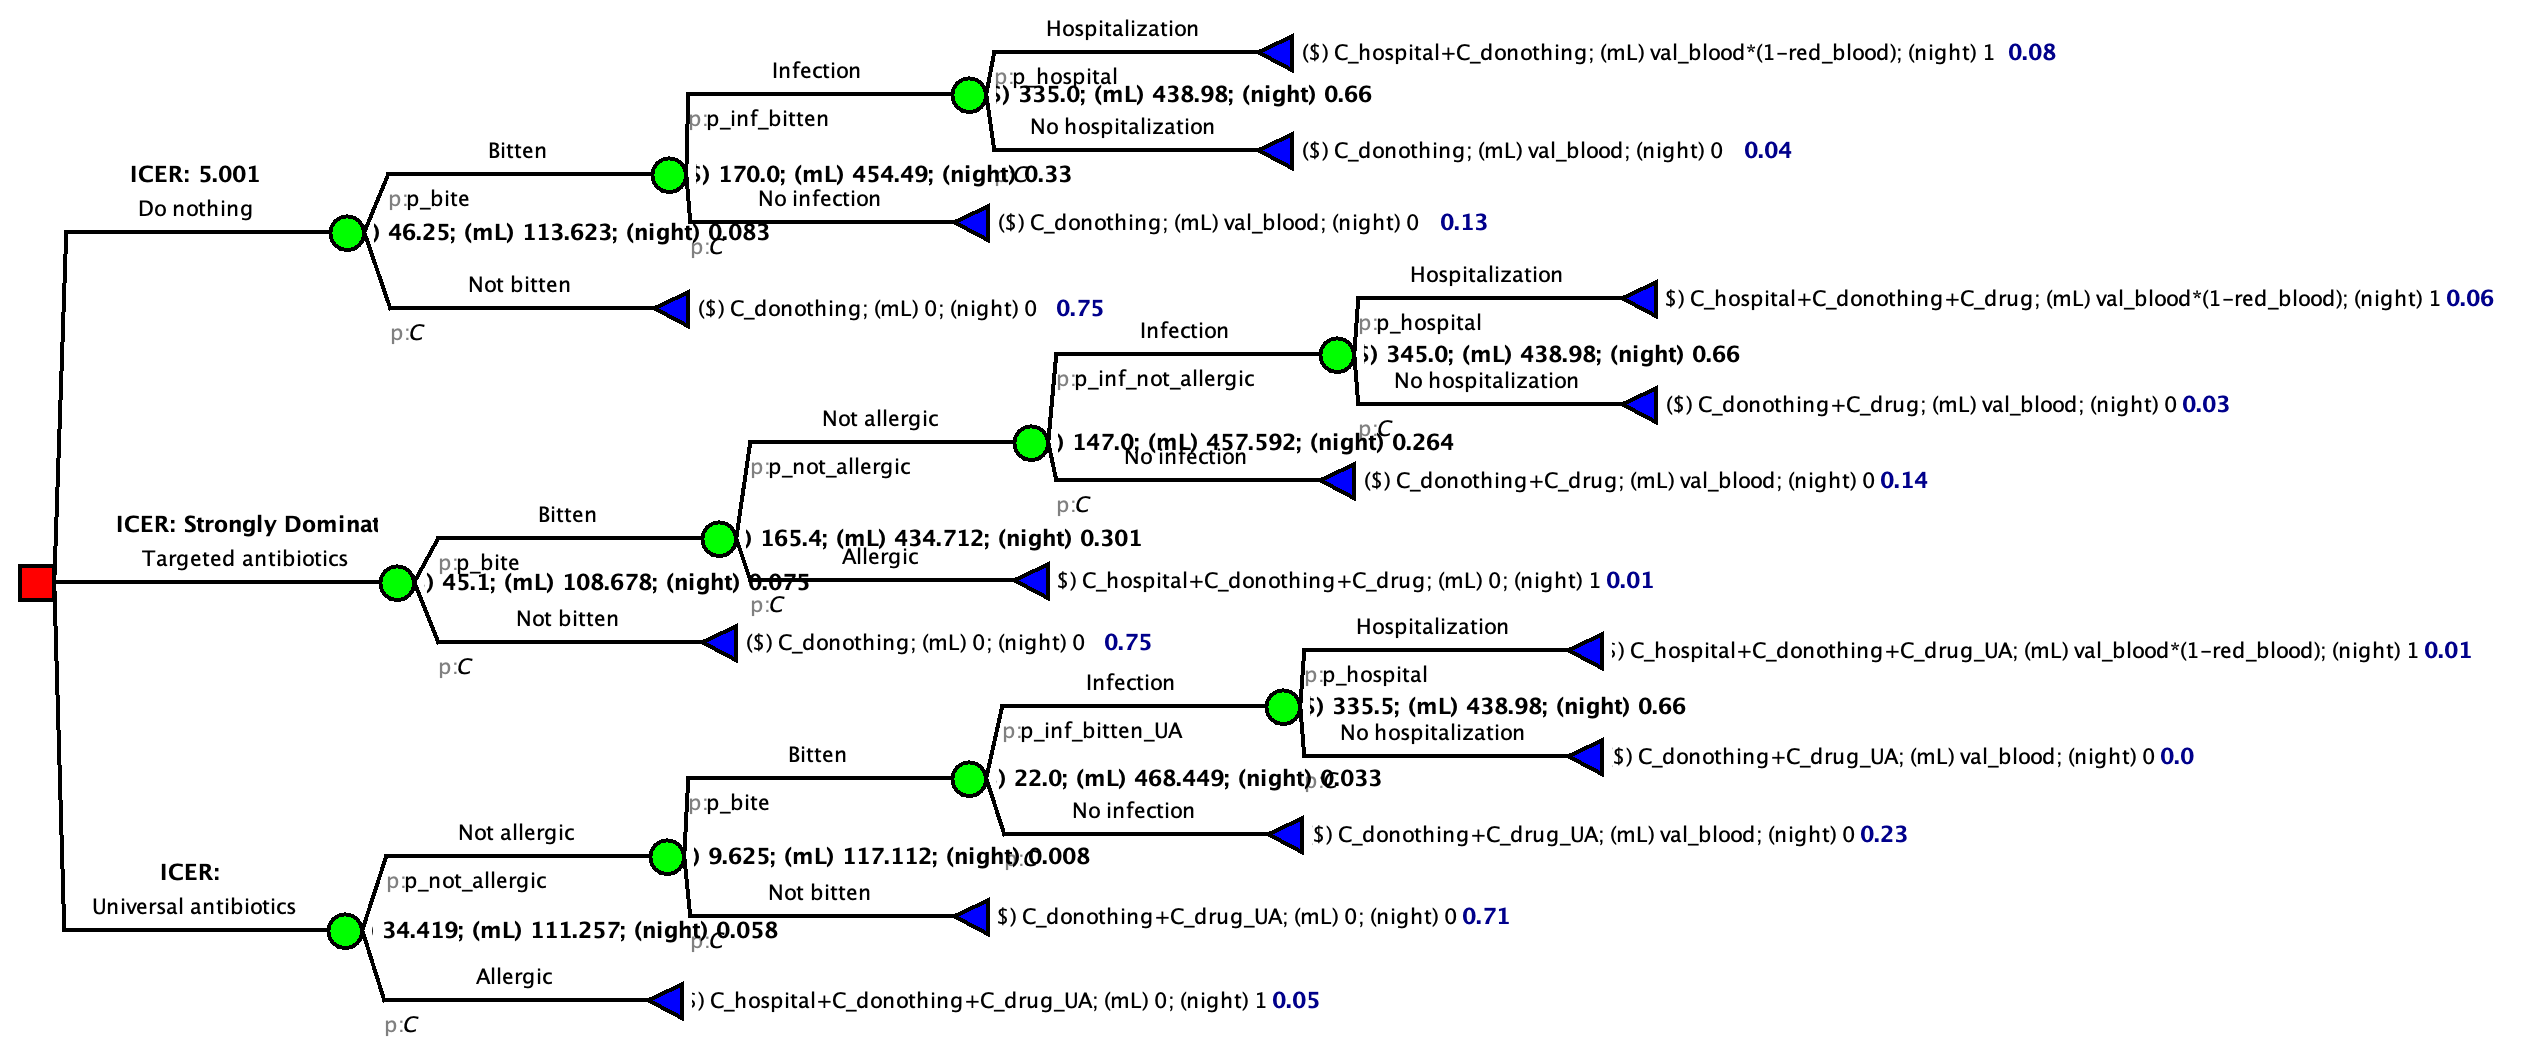 Hospitalization
($) C_hospital+C_donothing; (mL) val_blood*(1-red_blood); (night) 1 0.08
Infection
p:p_hospital
$) 335.0; (mL) 438.98; (night) 0.66
p:p_inf_bitten
No hospitalization
($) C_donothing; (mL) val_blood; (night) 0 0.04
p:C
ICER: 5.001
Do nothing
Bitten
p:p_bite
$) 170.0; (mL) 454.49; (night) 0.33
No infection
($) C_donothing; (mL) val_blood; (night) 0 0.13
p:C
) 46.25; (mL) 113.623; (night) 0.083
Not bitten
($) C_donothing; (mL) 0; (night) 0 0.75
p:C
Hospitalization
$) C_hospital+C_donothing+C_drug; (mL) val_blood*(1-red_blood); (night) 1 0.06
Infection
p:p_hospital
$) 345.0; (mL) 438.98; (night) 0.66
p:p_inf_not_allergic
No hospitalization
($) C_donothing+C_drug; (mL) val_blood; (night) 0 0.03
p:C
Not allergic
p:p_not_allergic
) 147.0; (mL) 457.592; (night) 0.264
No infection
($) C_donothing+C_drug; (mL) val_blood; (night) 0 0.14
p:C
ICER: Strongly Dominat
Targeted antibiotics
Bitten
p:p_bite
) 165.4; (mL) 434.712; (night) 0.301
Allergic
$) C_hospital+C_donothing+C_drug; (mL) 0; (night) 1 0.01
p:C
) 45.1; (mL) 108.678; (night) 0.075
Not bitten
($) C_donothing; (mL) 0; (night) 0 0.75
p:C
Hospitalization
$) C_hospital+C_donothing+C_drug_UA; (mL) val_blood*(1-red_blood); (night) 1 0.01
Infection
p:p_hospital
$) 335.5; (mL) 438.98; (night) 0.66
p:p_inf_bitten_UA
No hospitalization
$) C_donothing+C_drug_UA; (mL) val_blood; (night) 0 0.0
p:C
Bitten
p:p_bite
) 22.0; (mL) 468.449; (night) 0.033
No infection
$) C_donothing+C_drug_UA; (mL) val_blood; (night) 0 0.23
p:C
Not allergic
p:p_not_allergic
) 9.625; (mL) 117.112; (night) 0.008
Not bitten
$) C_donothing+C_drug_UA; (mL) 0; (night) 0 0.71
p:C
ICER:
Universal antibiotics
34.419; (mL) 111.257; (night) 0.058
Allergic
$) C_hospital+C_donothing+C_drug_UA; (mL) 0; (night) 1 0.05
p:C